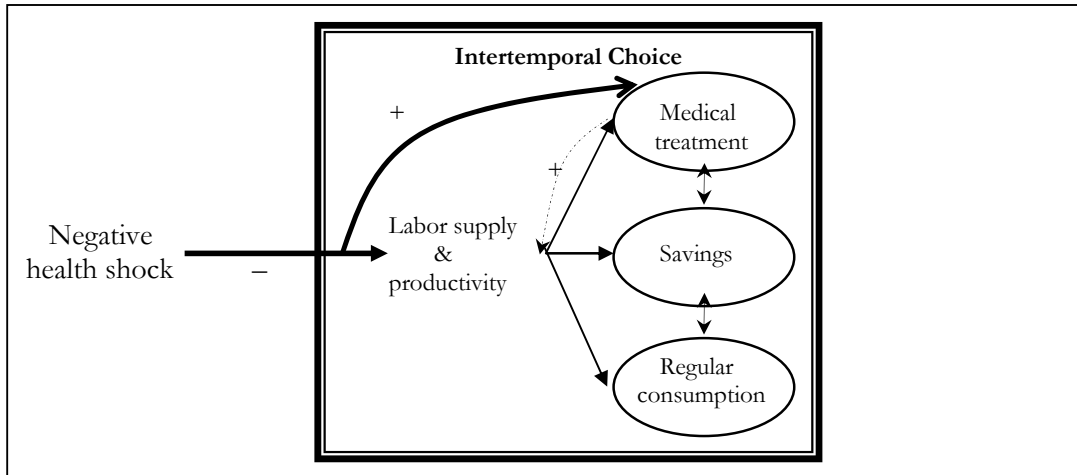 Intertemporal Choice
+
Medical
treatment
+
Negative
health shock
–
Labor supply
&
productivity
Savings
Regular
consumption